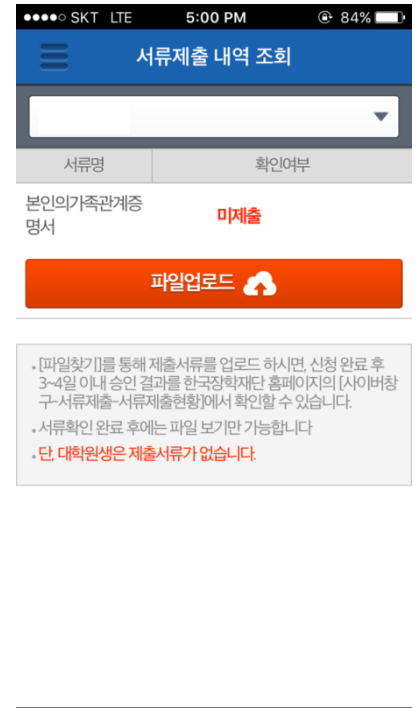 SKT LTE 5:00 PM 84%
서류제출 내역 조회
서류명 확인여부
본인의가족관계증
명서
미제출
파일업로드
[파일찾기]를 통해 제출서류를 업로드 하시면, 신청 완료 후
3~4일 이내 승인 결과를 한국장학재단 홈페이지의 [사이버창
구-서류제출-서류제출현황]에서 확인할 수 있습니다.
서류확인 완료 후에는 파일 보기만 가능합니다
단, 대학원생은 제출서류가 없습니다.